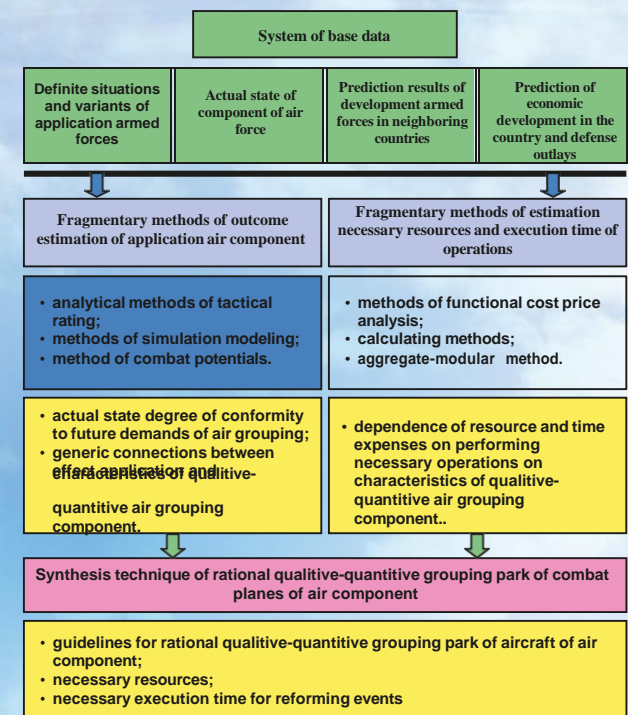 System of base data
Definite situations
and variants of
application armed
forces
Actual state of
component of air
force
Prediction results of
development armed
forces in neighboring
countries
Prediction of
economic
development in the
country and defense
outlays
Fragmentary methods of outcome
estimation of application air component
Fragmentary methods of estimation
necessary resources and execution time of
operations
• analytical methods of tactical
rating;
• methods of simulation modeling;
• method of combat potentials.
• methods of functional cost price
analysis;
• calculating methods;
• aggregate-modular method.
• actual state degree of conformity
to future demands of air grouping;
• generic connections between
effect application and
characteristics of qualitive-
quantitive air grouping
component.
• dependence of resource and time
expenses on performing
necessary operations on
characteristics of qualitive-
quantitive air grouping
component..
Synthesis technique of rational qualitive-quantitive grouping park of combat
planes of air component
• guidelines for rational qualitive-quantitive grouping park of aircraft of air
component;
• necessary resources;
• necessary execution time for reforming events